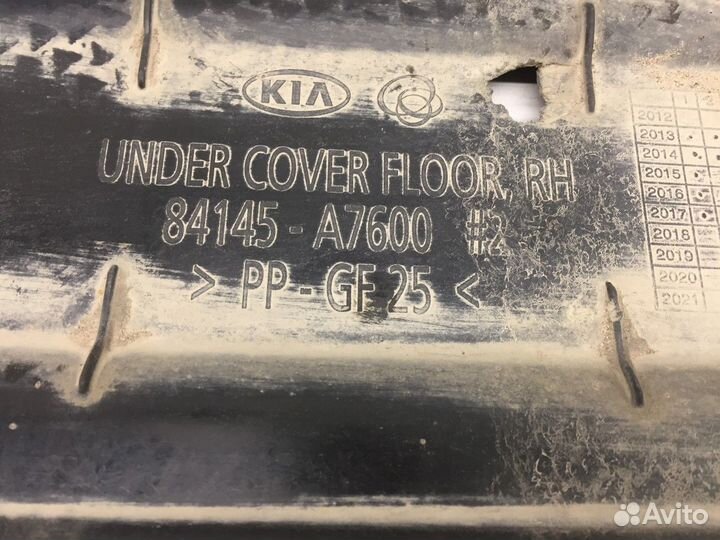 KIA
UNDER COVER FLOOR, RH
84145 - A7600 #2
> PP - GF 25 <
2012
2013
2014
2015
2016
2017
2018
2019
2020
2021
Avito